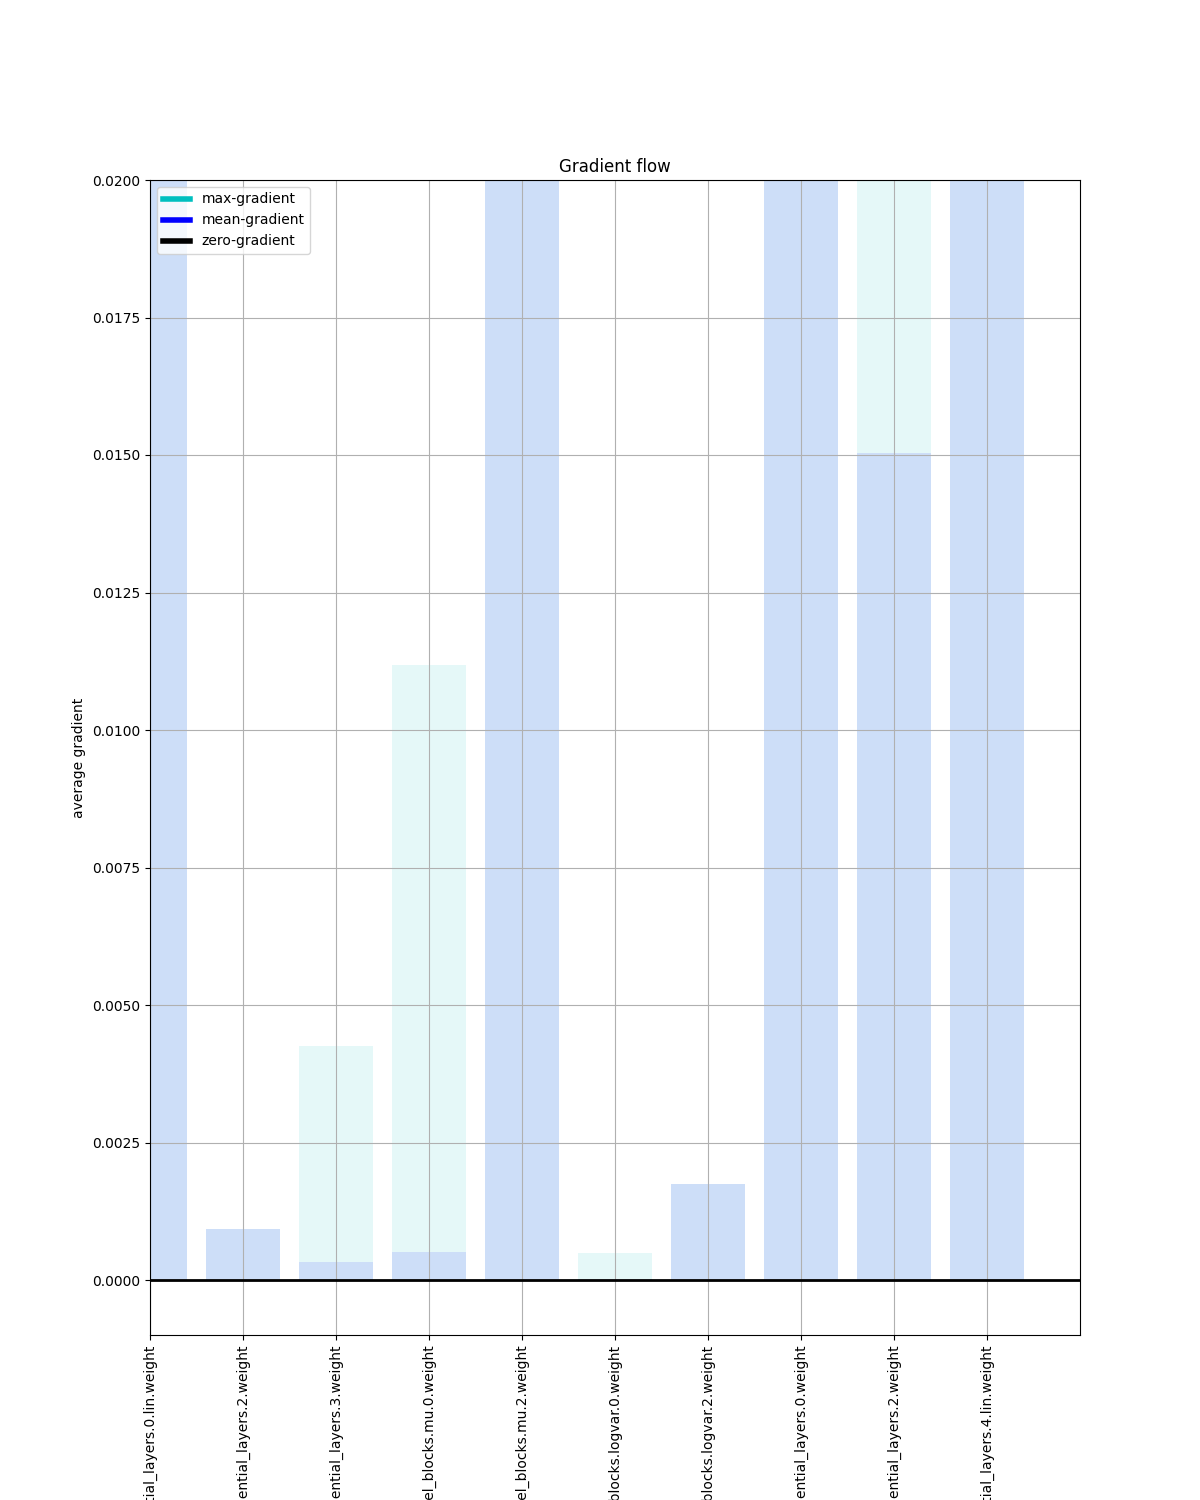 Gradient flow
max-gradient
mean-gradient
zero-gradient
0.0200
0.0175
0.0150
0.0125
0.0100
0.0075
0.0050
0.0025
0.0000
average gradient
tial_layers.0.lin.weight
ential_layers.2.weight
ential_layers.3.weight
el_blocks.mu.0.weight
el_blocks.mu.2.weight
blocks.logvar.0.weight
blocks.logvar.2.weight
ential_layers.0.weight
ential_layers.2.weight
tial_layers.4.lin.weight